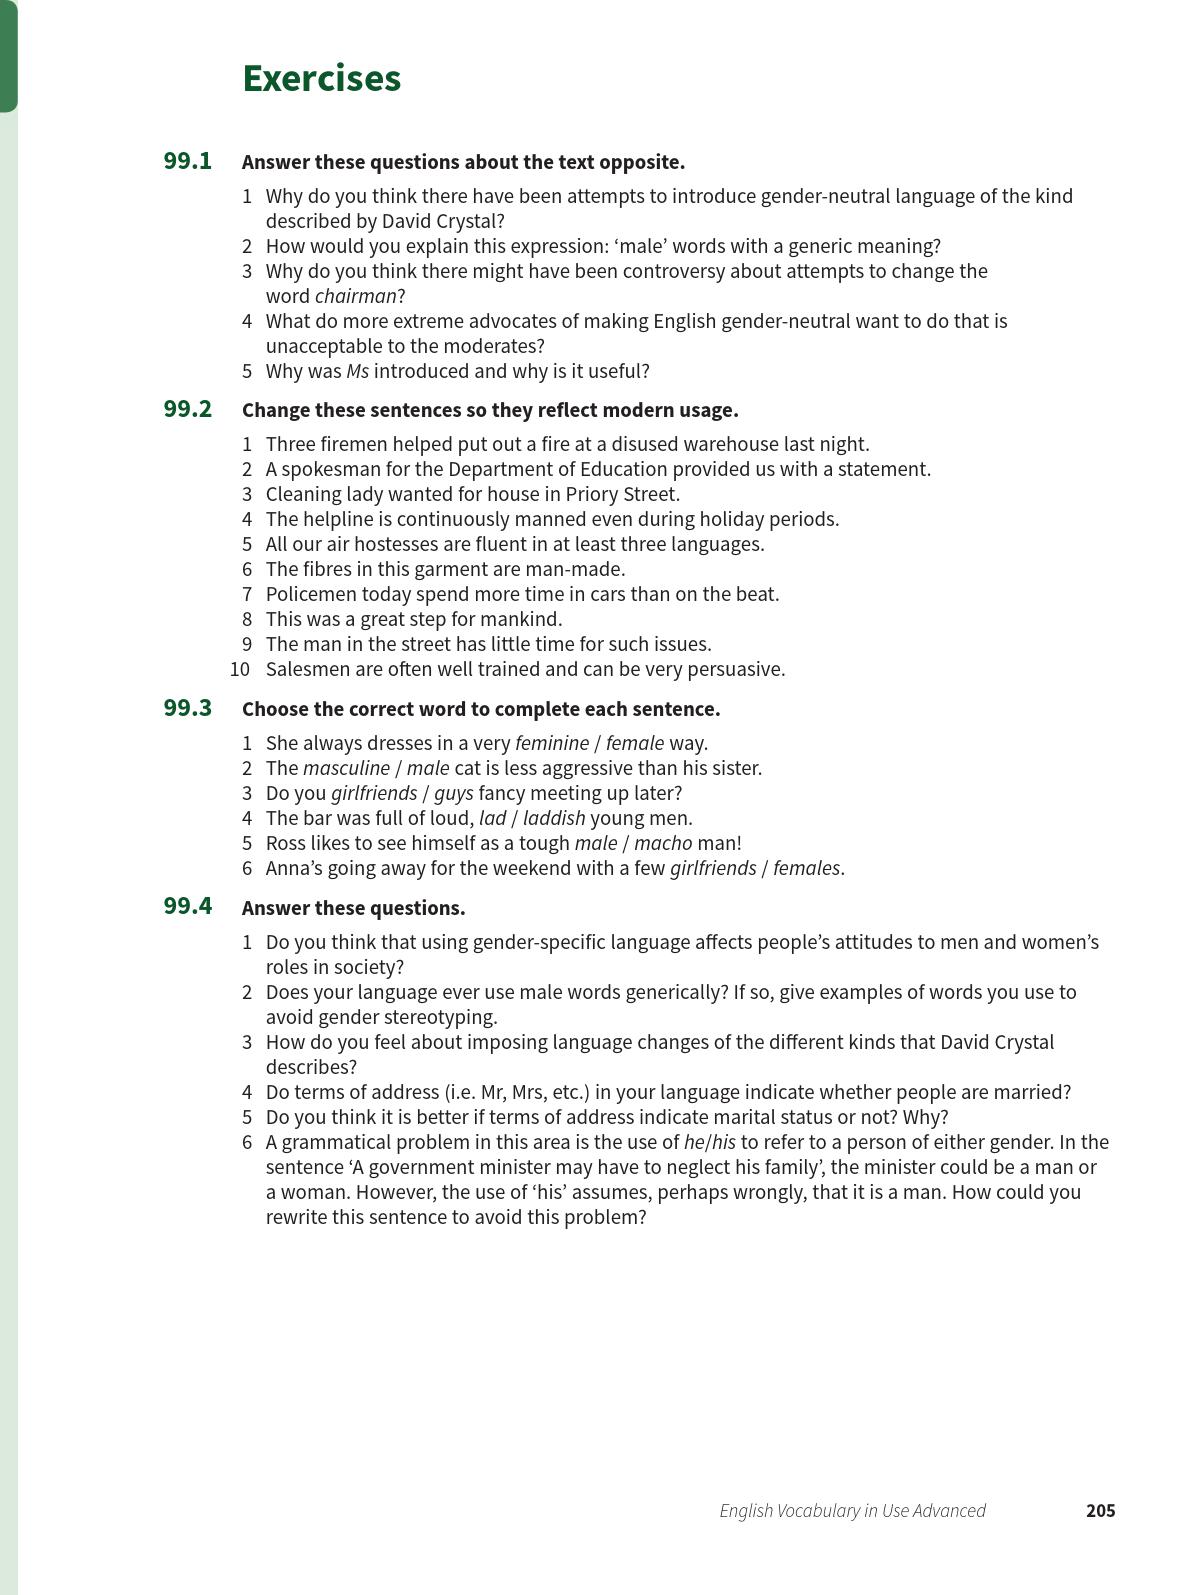 Exercises
99.1 Answer these questions about the text opposite.
1 Why do you think there have been attempts to introduce gender-neutral language of the kind
described by David Crystal?
2 How would you explain this expression: ‘male’ words with a generic meaning?
3 Why do you think there might have been controversy about attempts to change the
word chairman?
4 What do more extreme advocates of making English gender-neutral want to do that is
unacceptable to the moderates?
5 Why was Ms introduced and why is it useful?
99.2 Change these sentences so they reflect modern usage.
1 Three firemen helped put out a fire at a disused warehouse last night.
2 A spokesman for the Department of Education provided us with a statement.
3 Cleaning lady wanted for house in Priory Street.
4 The helpline is continuously manned even during holiday periods.
5 All our air hostesses are fluent in at least three languages.
6 The fibres in this garment are man-made.
7 Policemen today spend more time in cars than on the beat.
8 This was a great step for mankind.
9 The man in the street has little time for such issues.
10 Salesmen are often well trained and can be very persuasive.
99.3 Choose the correct word to complete each sentence.
1 She always dresses in a very feminine / female way.
2 The masculine / male cat is less aggressive than his sister.
3 Do you girlfriends / guys fancy meeting up later?
4 The bar was full of loud, lad / laddish young men.
5 Ross likes to see himself as a tough male / macho man!
6 Anna’s going away for the weekend with a few girlfriends / females.
99.4 Answer these questions.
1 Do you think that using gender-specific language affects people’s attitudes to men and women’s
roles in society?
2 Does your language ever use male words generically? If so, give examples of words you use to
avoid gender stereotyping.
3 How do you feel about imposing language changes of the different kinds that David Crystal
describes?
4 Do terms of address (i.e. Mr, Mrs, etc.) in your language indicate whether people are married?
5 Do you think it is better if terms of address indicate marital status or not? Why?
6 A grammatical problem in this area is the use of he/his to refer to a person of either gender. In the
sentence ‘A government minister may have to neglect his family’, the minister could be a man or
a woman. However, the use of ‘his’ assumes, perhaps wrongly, that it is a man. How could you
rewrite this sentence to avoid this problem?
English Vocabulary in Use Advanced 205